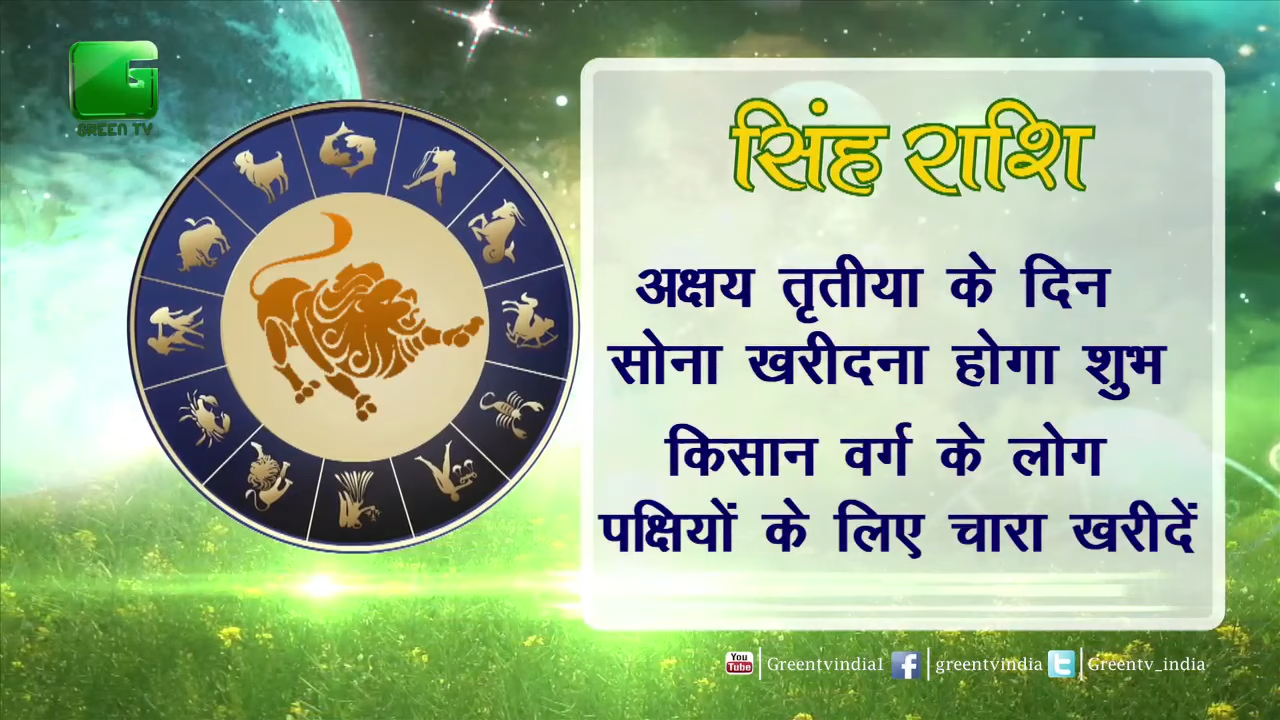 GREEN TV
सिंह राशि
अक्षय तृतीया के दिन
सोना खरीदना होगा शुभ
किसान वर्ग के लोग
पक्षियों के लिए चारा खरीदें
You Tube Greentvindia1 f greentvindia t Greentv_india